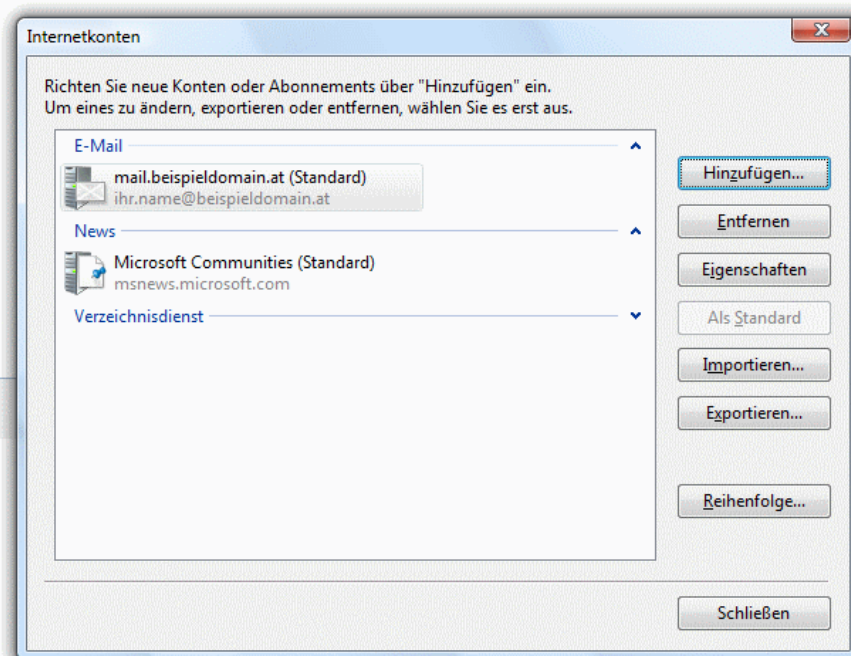 Internetkonten
Richten Sie neue Konten oder Abonnements über "Hinzufügen" ein.
Um eines zu ändern, exportieren oder entfernen, wählen Sie es erst aus.
E-Mail
mail.beispieldomain.at (Standard)
ihr.name@beispieldomain.at
News
Microsoft Communities (Standard)
msnews.microsoft.com
Verzeichnisdienst
Hinzufügen...
Entfernen
Eigenschaften
Als Standard
Importieren...
Exportieren...
Reihenfolge...
Schließen